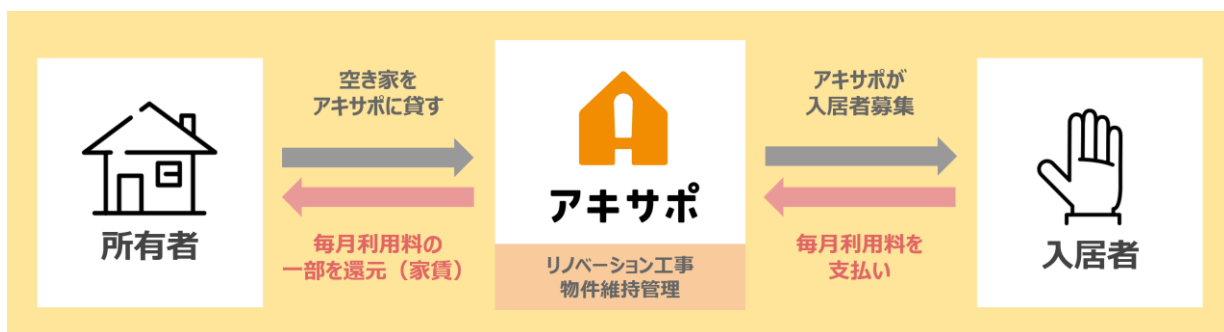 所有者
空き家を
アキサポに貸す
毎月利用料の
一部を還元（家賃）
アキサポ
リノベーション工事
物件維持管理
アキサポが
入居者募集
毎月利用料を
支払い
入居者